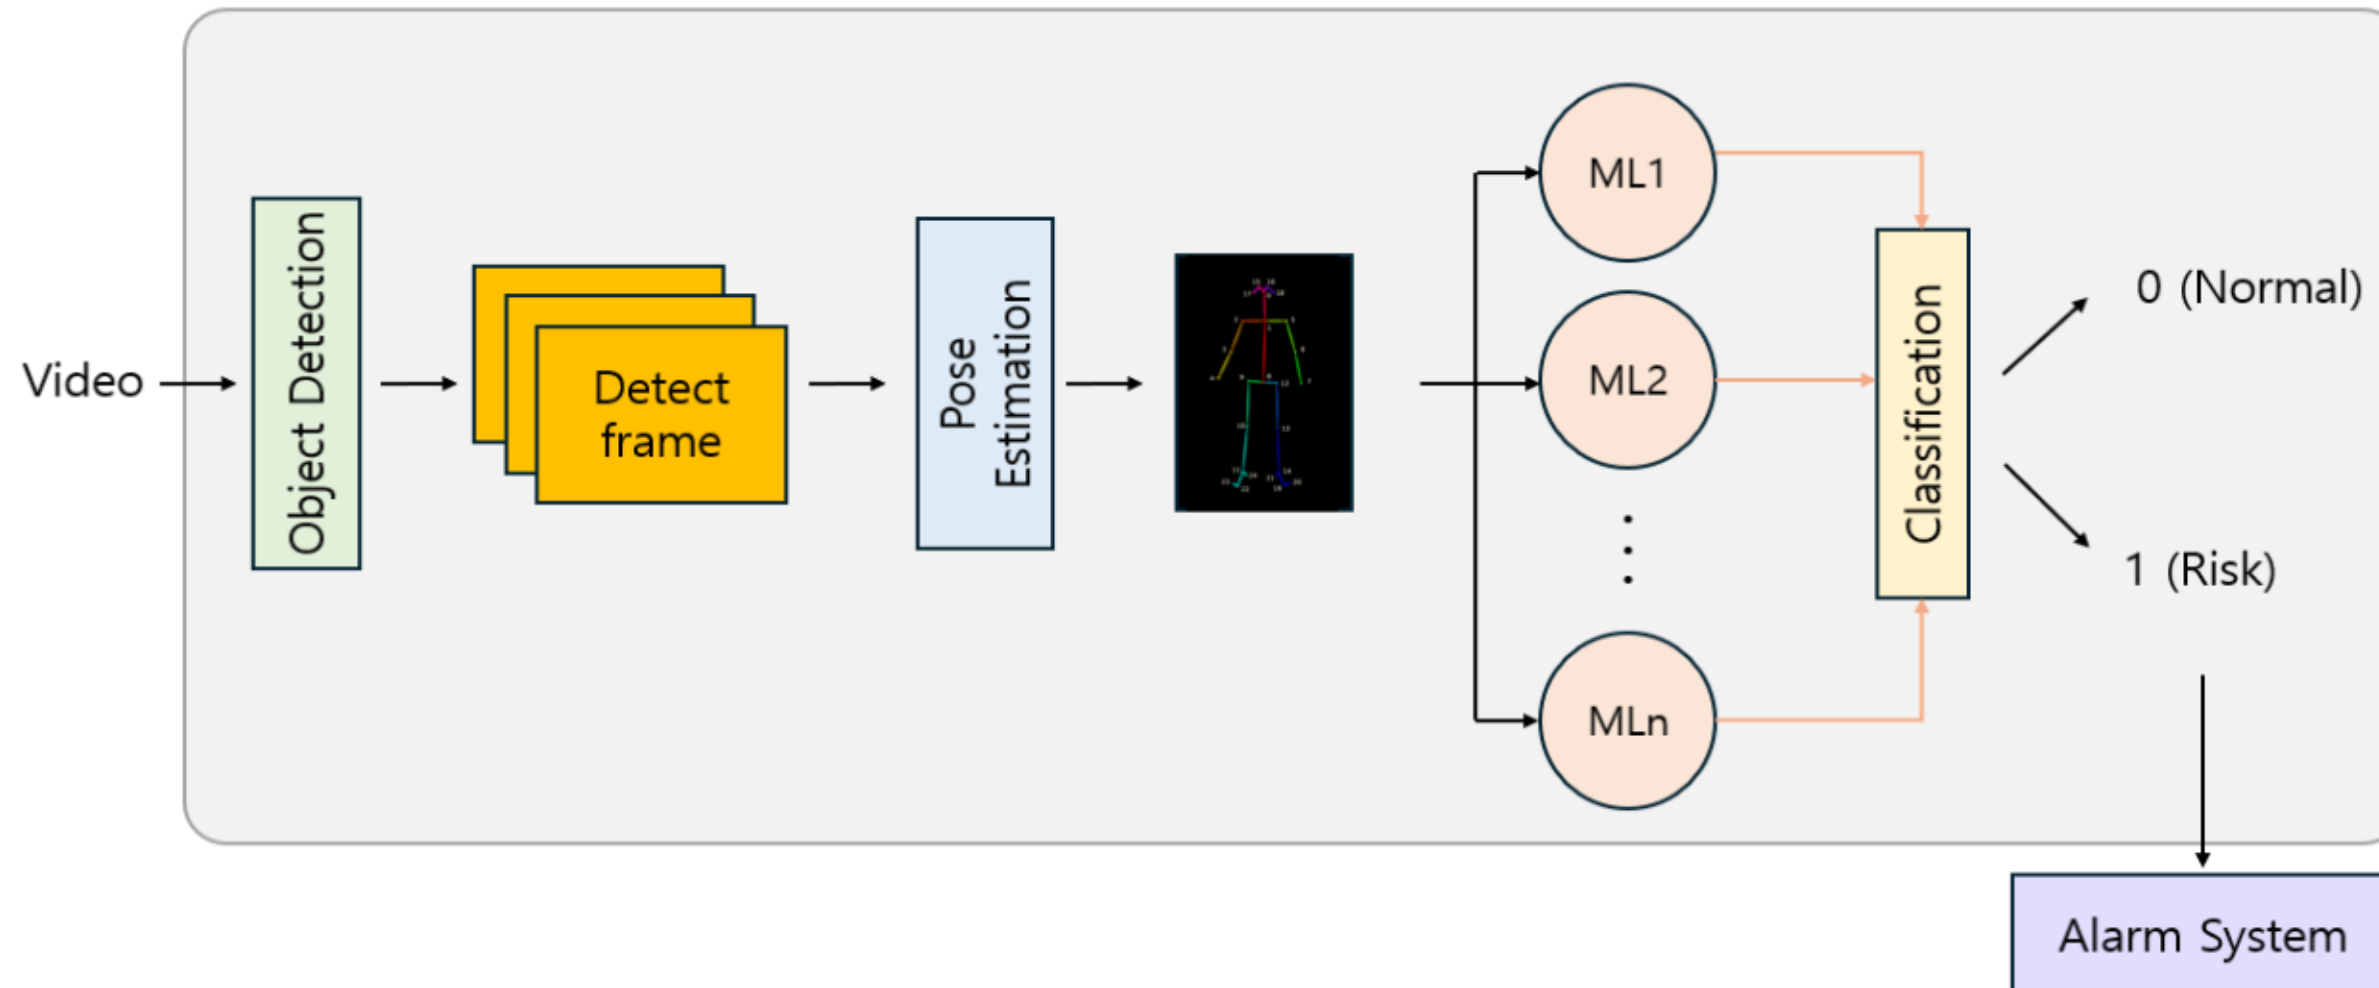 Video
Object Detection
Detect
frame
Pose
Estimation
ML1
ML2
MLn
Classification
0 (Normal)
1 (Risk)
Alarm System